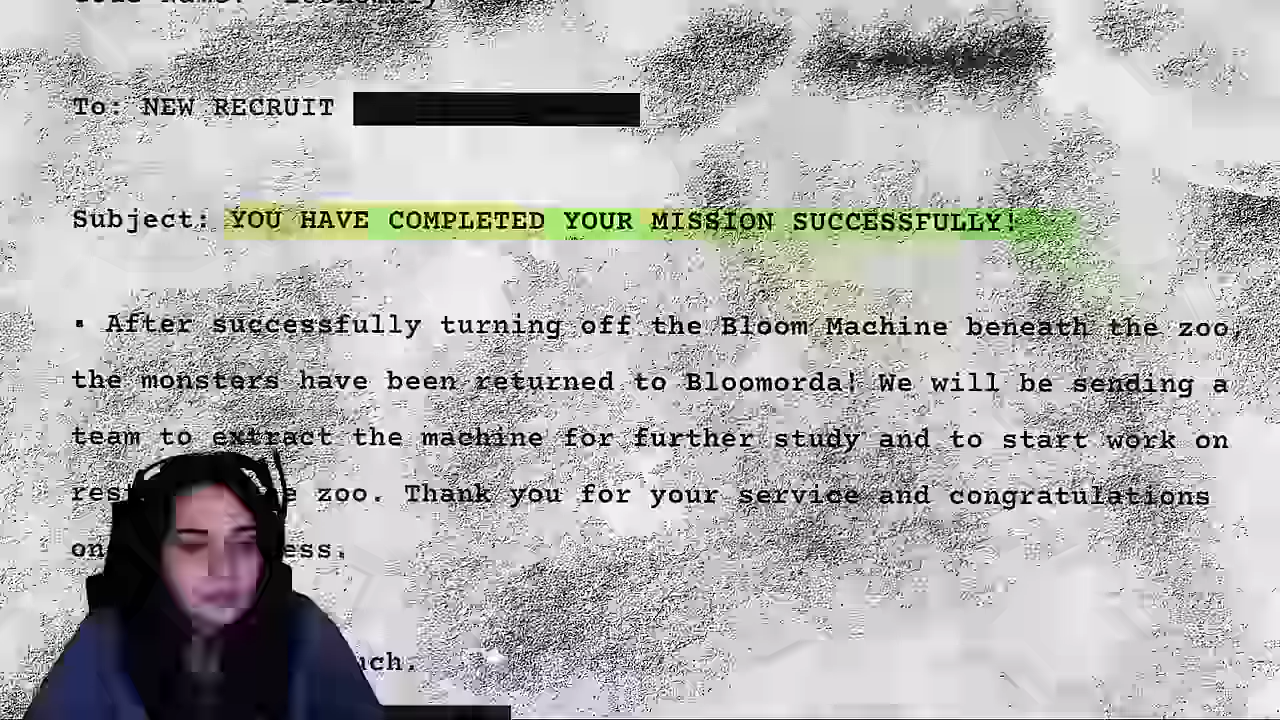 To: NEW RECRUIT
Subject: YOU HAVE COMPLETED YOUR MISSION SUCCESSFULLY!
▪ After successfully turning off the Bloom Machine beneath the zoo,
the monsters have been returned to Bloomorda! We will be sending a
team to extract the machine for further study and to start work on
zoo. Thank you for your service and congratulations